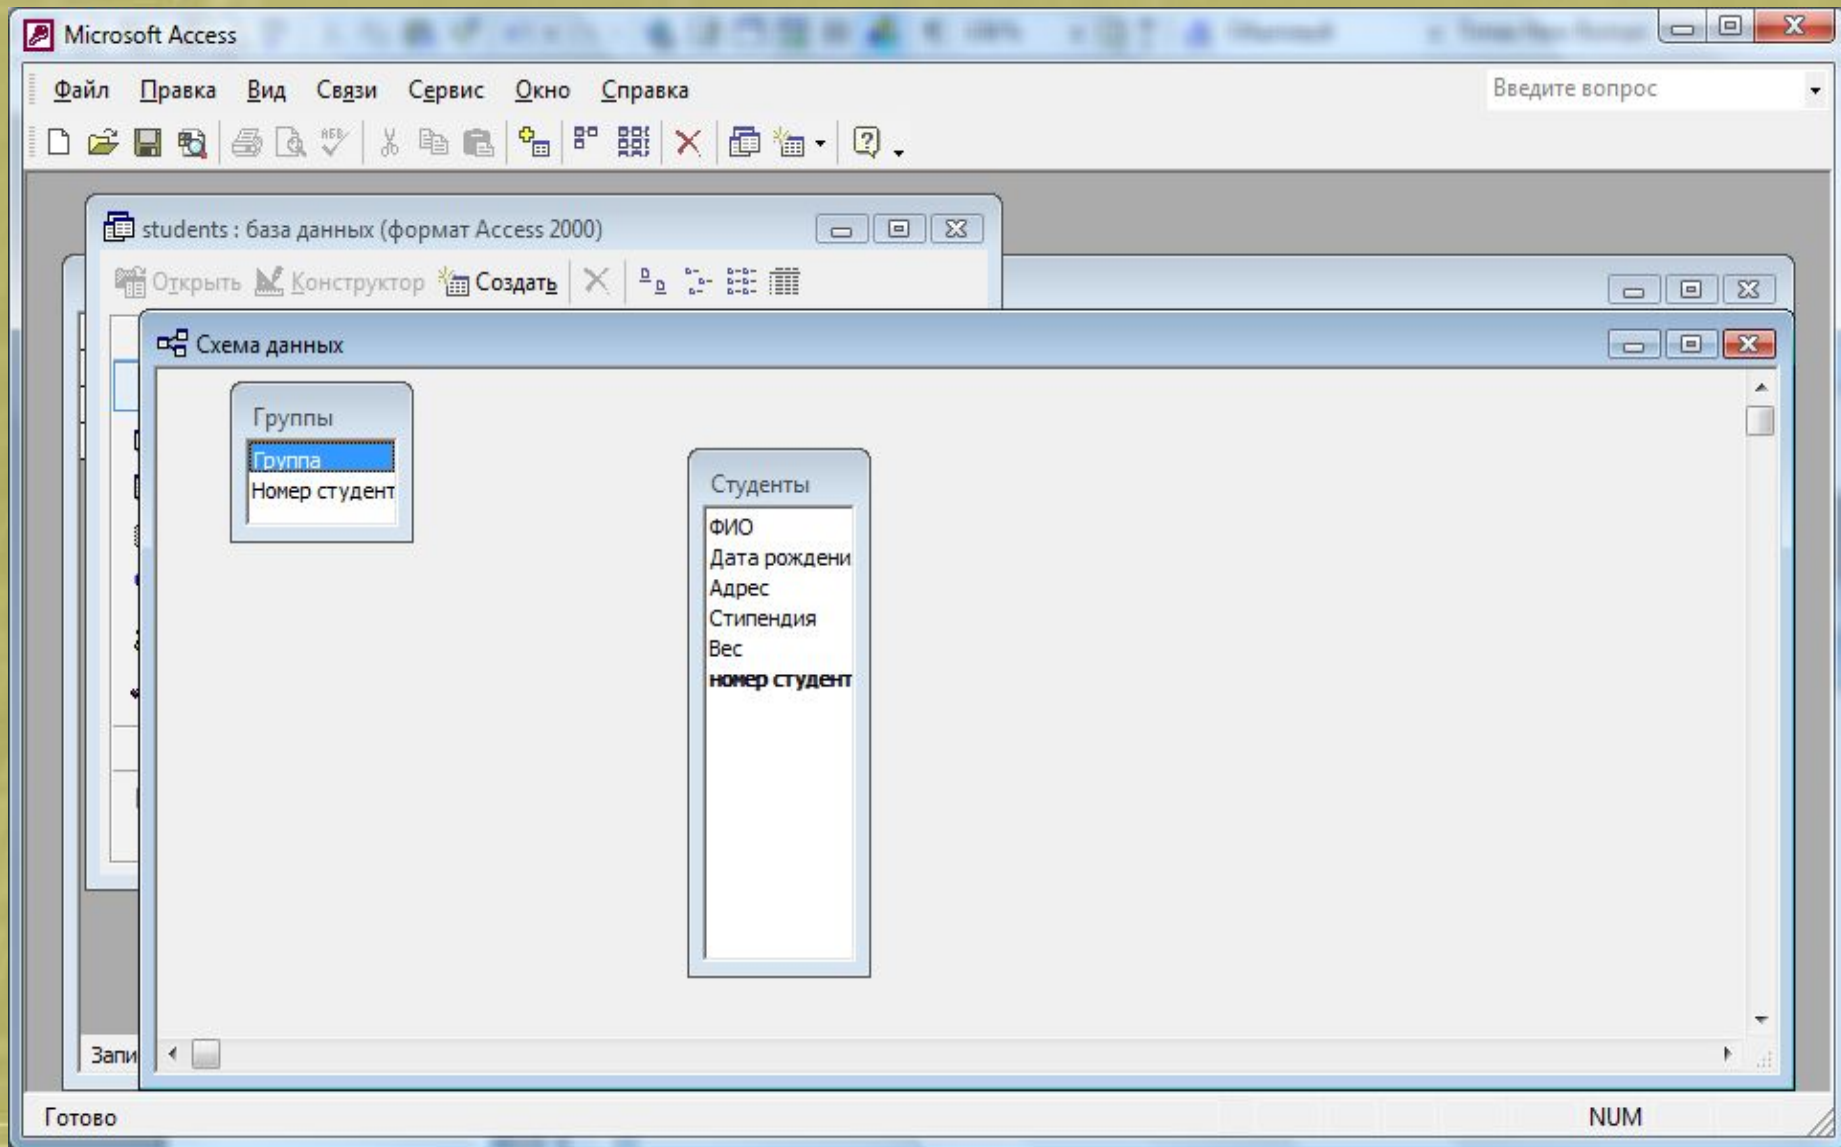 Microsoft Access
Файл Правка Вид Связи Сервис Окно Справка
Введите вопрос
students : база данных (формат Access 2000)
Открыть Конструктор Создать
Схема данных
Группы
Группа
Номер студент
Студенты
ФИО
Дата рождени
Адрес
Стипендия
Вес
номер студент
Запи
Готово
NUM